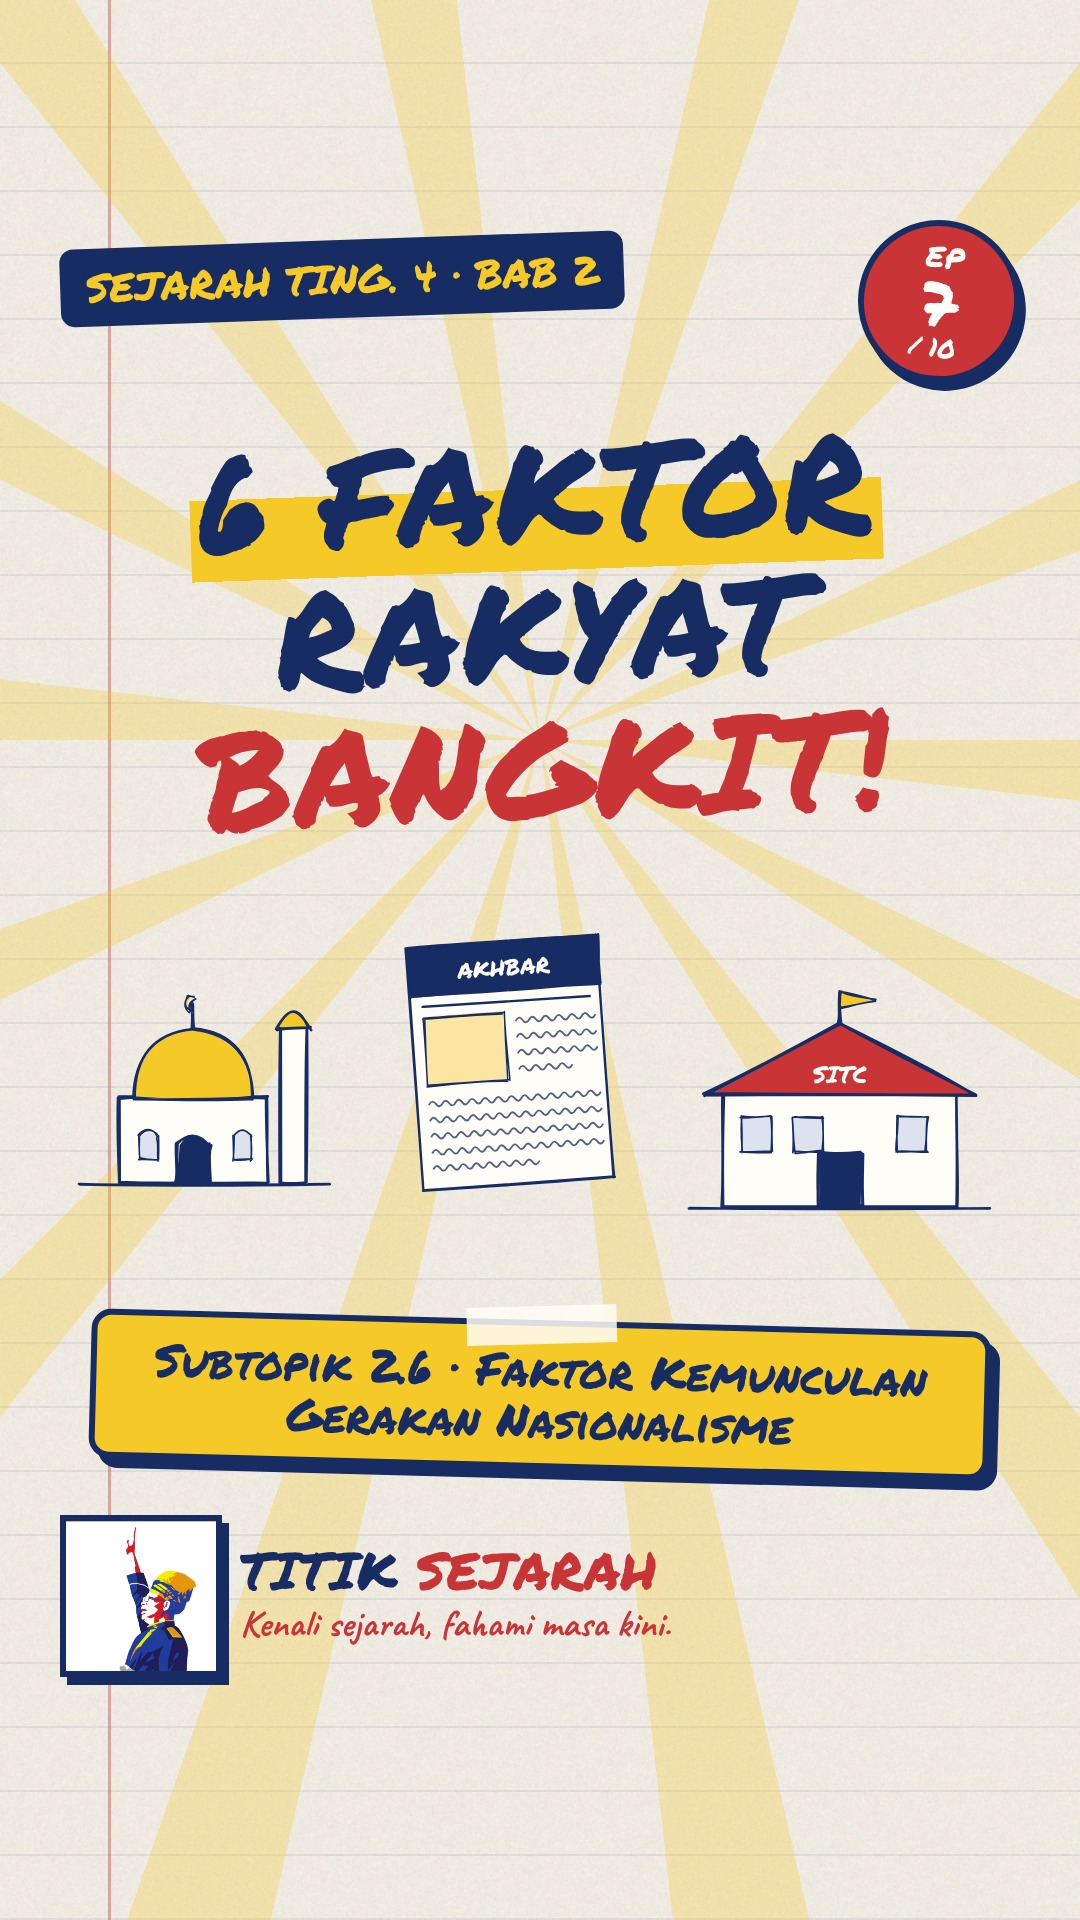 SEJARAH TING. 4 · BAB 2
EP
7
/ 10
6 FAKTOR
RAKYAT
BANGKIT!
AKHBAR
SITC
SUBTOPIK 2.6 · FAKTOR KEMUNCULAN
GERAKAN NASIONALISME
TITIK SEJARAH
Kenali sejarah, fahami masa kini.